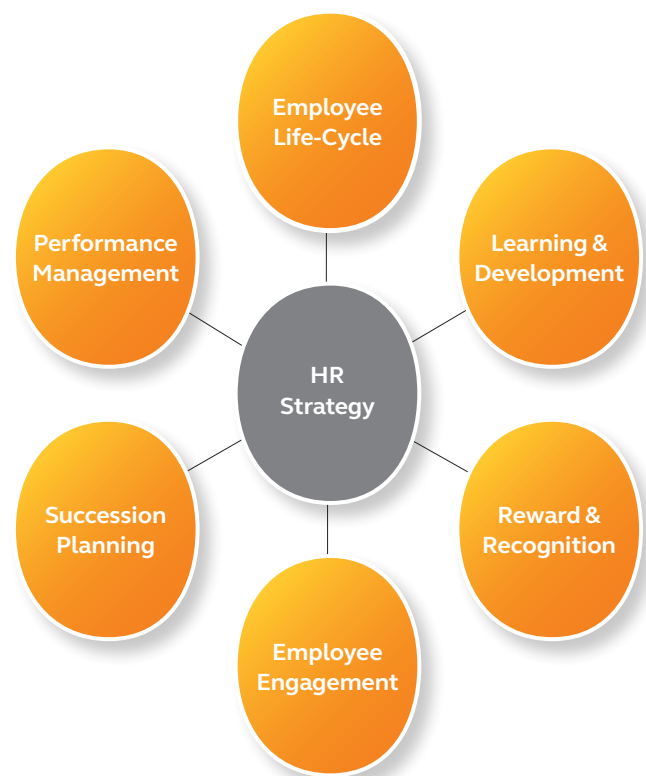 Employee
Life-Cycle
Performance
Management
Learning &
Development
HR
Strategy
Succession
Planning
Reward &
Recognition
Employee
Engagement